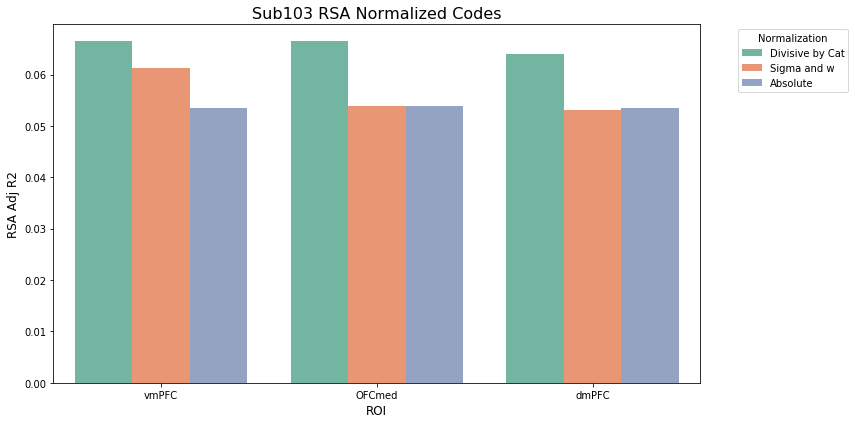 Sub103 RSA Normalized Codes
Normalization
Divisive by Cat
Sigma and w
Absolute
RSA Adj R2
0.06
0.05
0.04
0.03
0.02
0.01
0.00
vmPFC
OFCmed
dmPFC
ROI